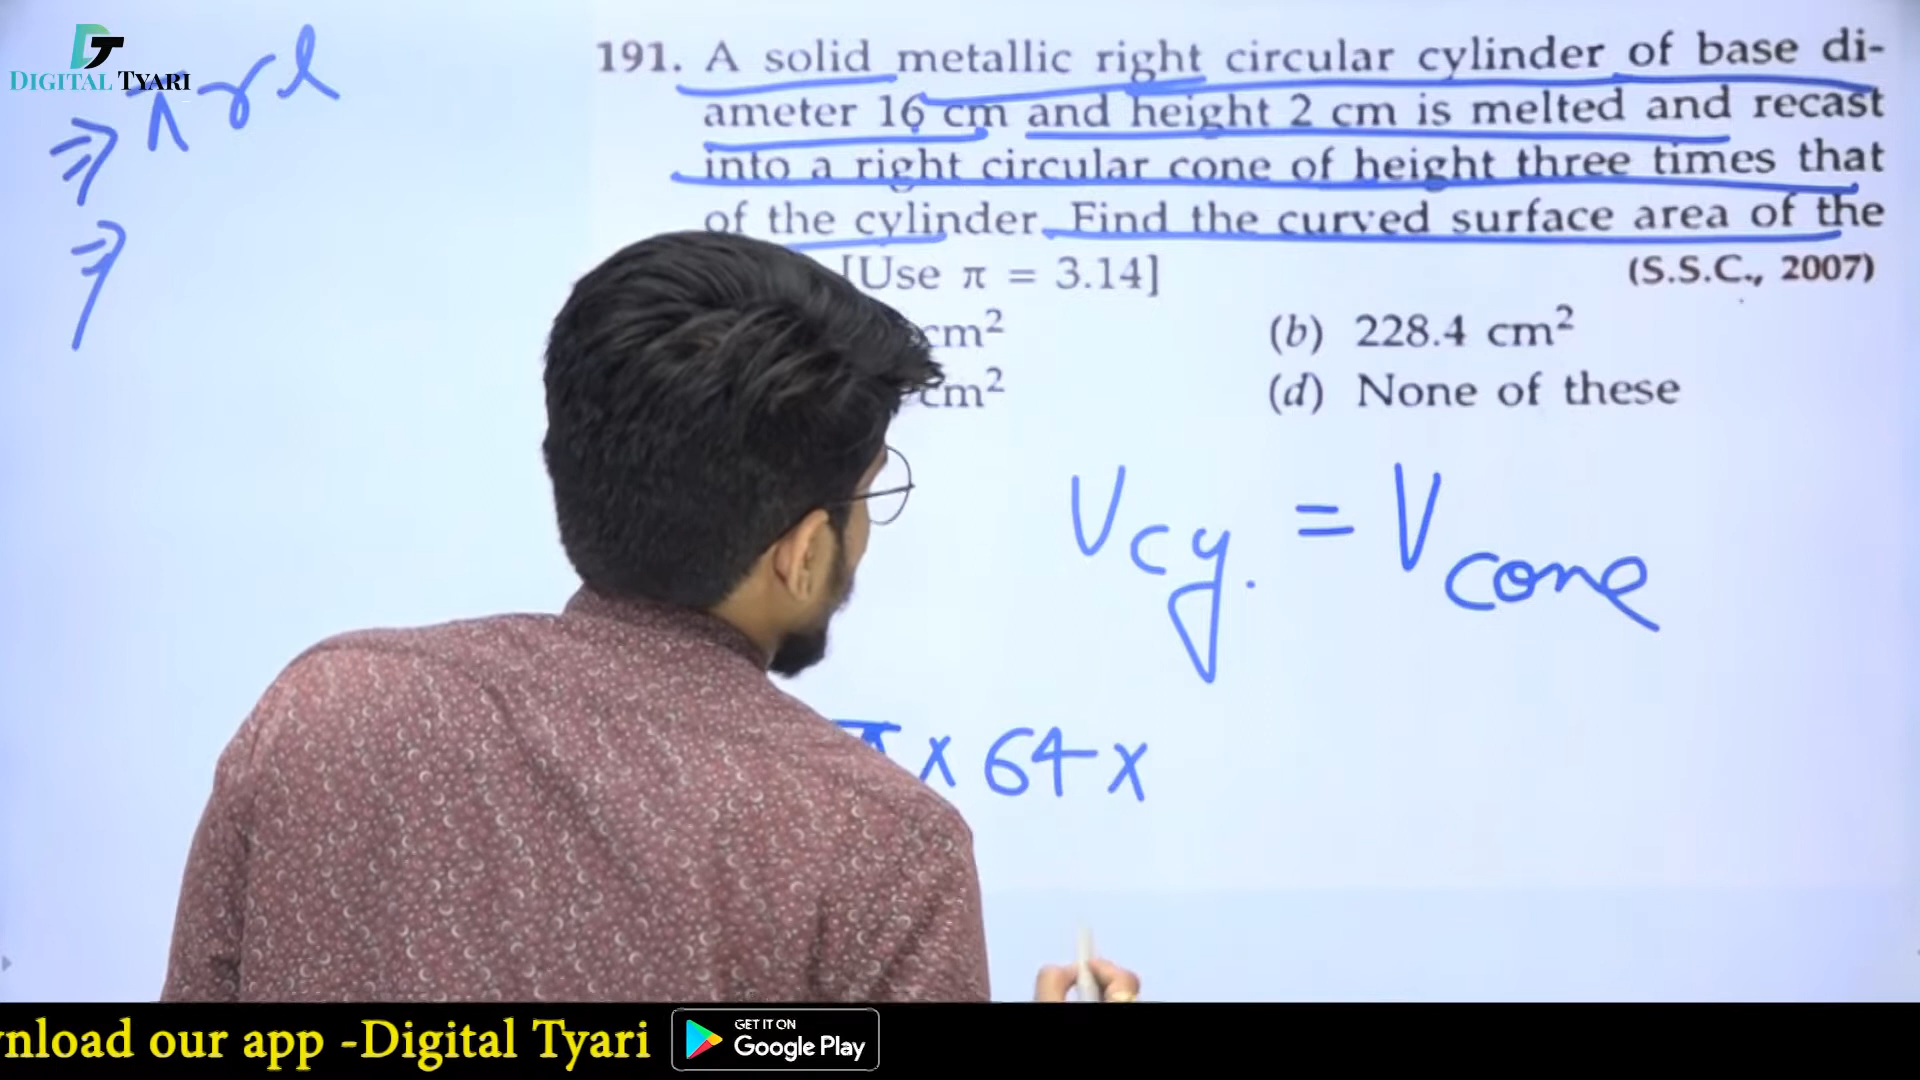 DIGITAL TYARI
⇒ πrl
⇒
191. A solid metallic right circular cylinder of base di-
ameter 16 cm and height 2 cm is melted and recast
into a right circular cone of height three times that
of the cylinder. Find the curved surface area of the
[Use π = 3.14]
(S.S.C., 2007)
cm²
(b) 228.4 cm²
cm²
(d) None of these
Vcy. = Vcone
π x 64 x
wnload our app -Digital Tyari
GET IT ON
Google Play